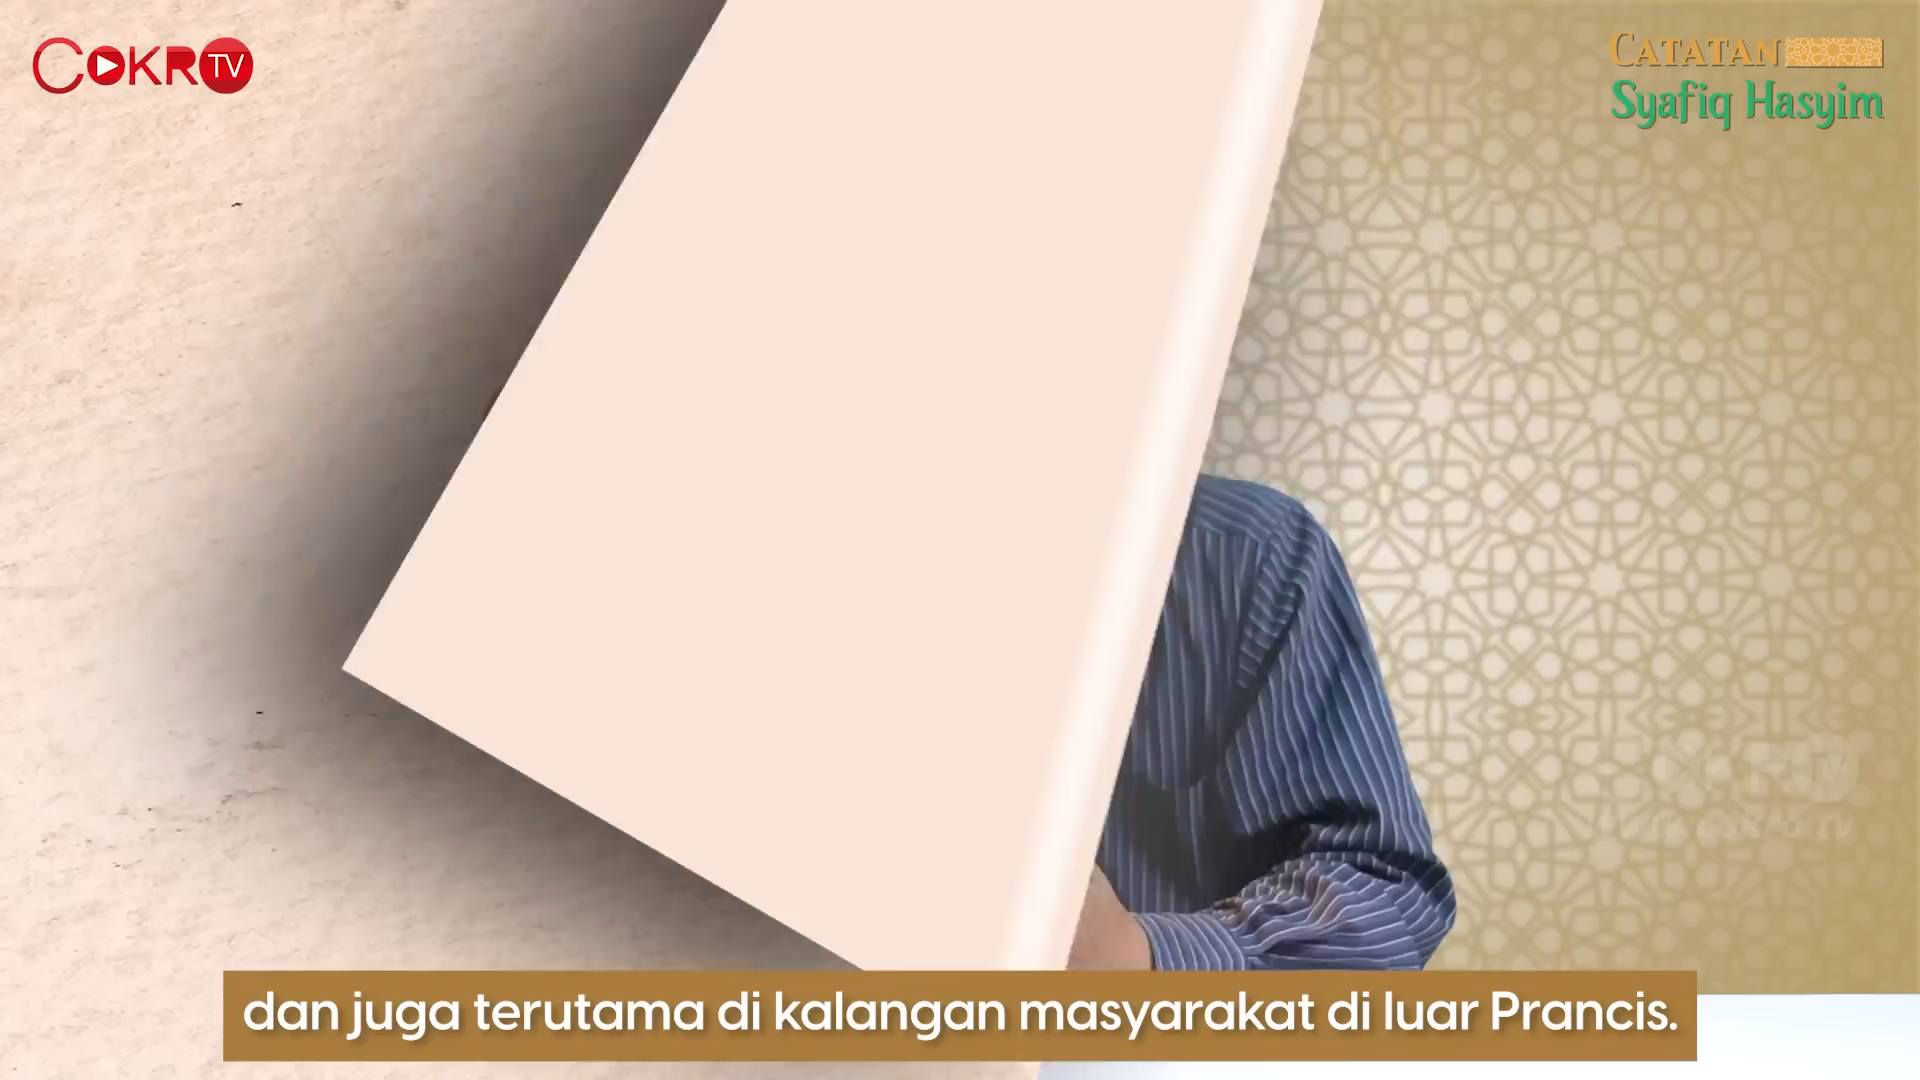 COKRO TV
CATATAN
Syafiq Hasyim
dan juga terutama di kalangan masyarakat di luar Prancis.